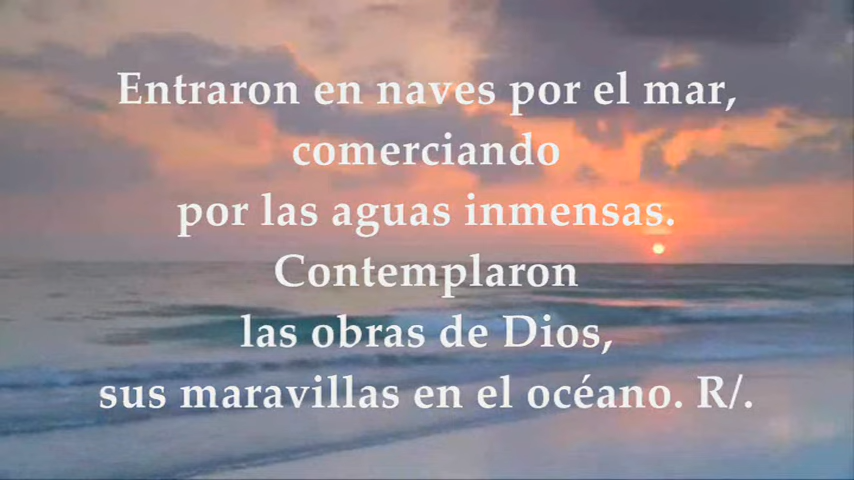 Entraron en naves por el mar,
comerciando
por las aguas inmensas.
Contemplaron
las obras de Dios,
sus maravillas en el océano. R/.